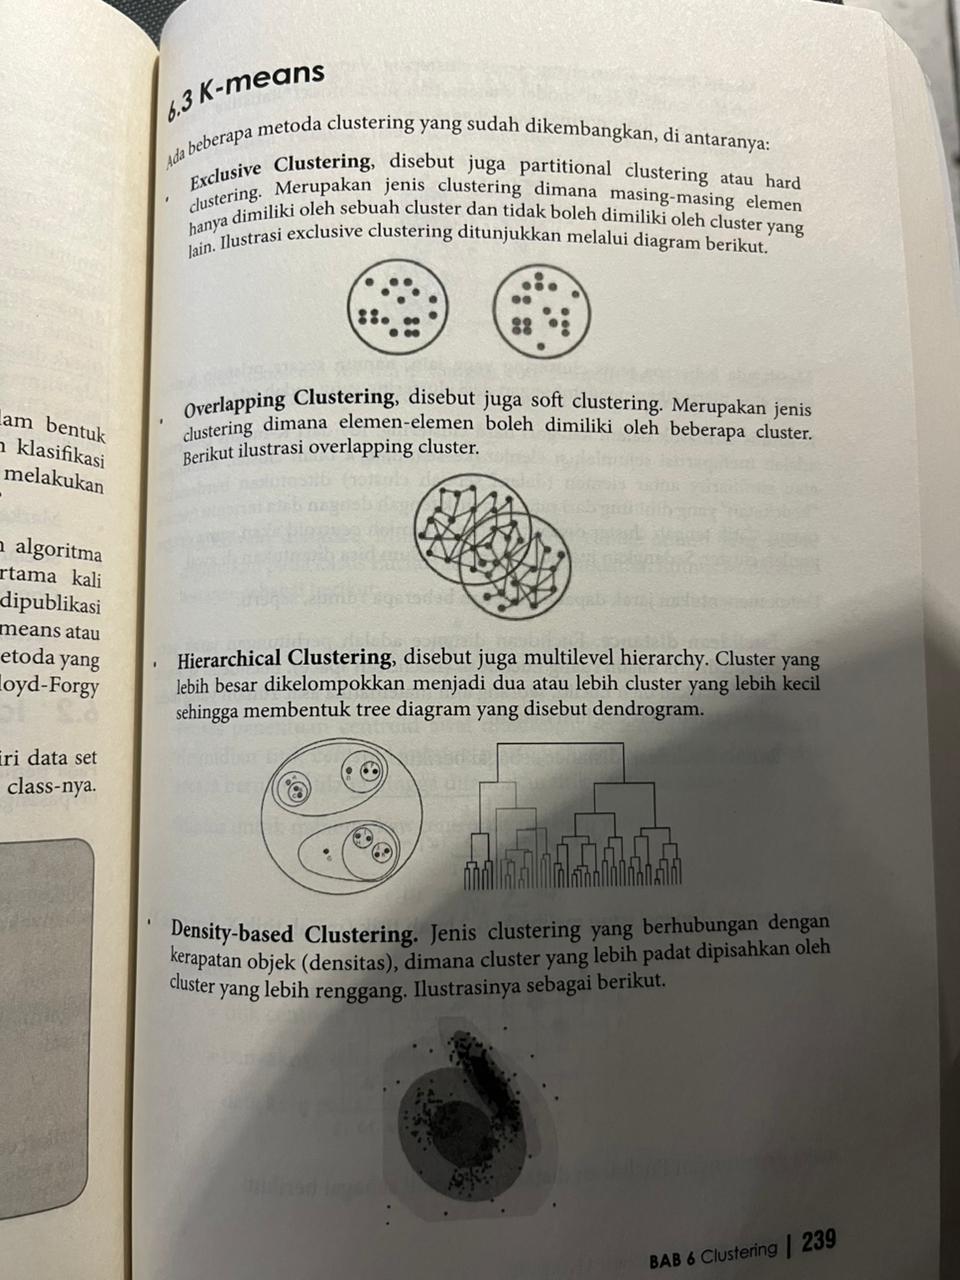 lam bentuk
klasifikasi
melakukan
algoritma
rtama kali
dipublikasi
means atau
etoda yang
loyd-Forgy
iri data set
class-nya.
6.3 K-means
Ada beberapa metoda clustering yang sudah dikembangkan, di antaranya:
Exclusive Clustering, disebut juga partitional clustering atau hard
clustering. Merupakan jenis clustering dimana masing-masing elemen
hanya dimiliki oleh sebuah cluster dan tidak boleh dimiliki oleh cluster yang
lain. Ilustrasi exclusive clustering ditunjukkan melalui diagram berikut.
Overlapping Clustering, disebut juga soft clustering. Merupakan jenis
clustering dimana elemen-elemen boleh dimiliki oleh beberapa cluster.
Berikut ilustrasi overlapping cluster.
Hierarchical Clustering, disebut juga multilevel hierarchy. Cluster yang
lebih besar dikelompokkan menjadi dua atau lebih cluster yang lebih kecil
sehingga membentuk tree diagram yang disebut dendrogram.
Density-based Clustering. Jenis clustering yang berhubungan dengan
kerapatan objek (densitas), dimana cluster yang lebih padat dipisahkan oleh
cluster yang lebih renggang. Ilustrasinya sebagai berikut.
BAB 6 Clustering | 239